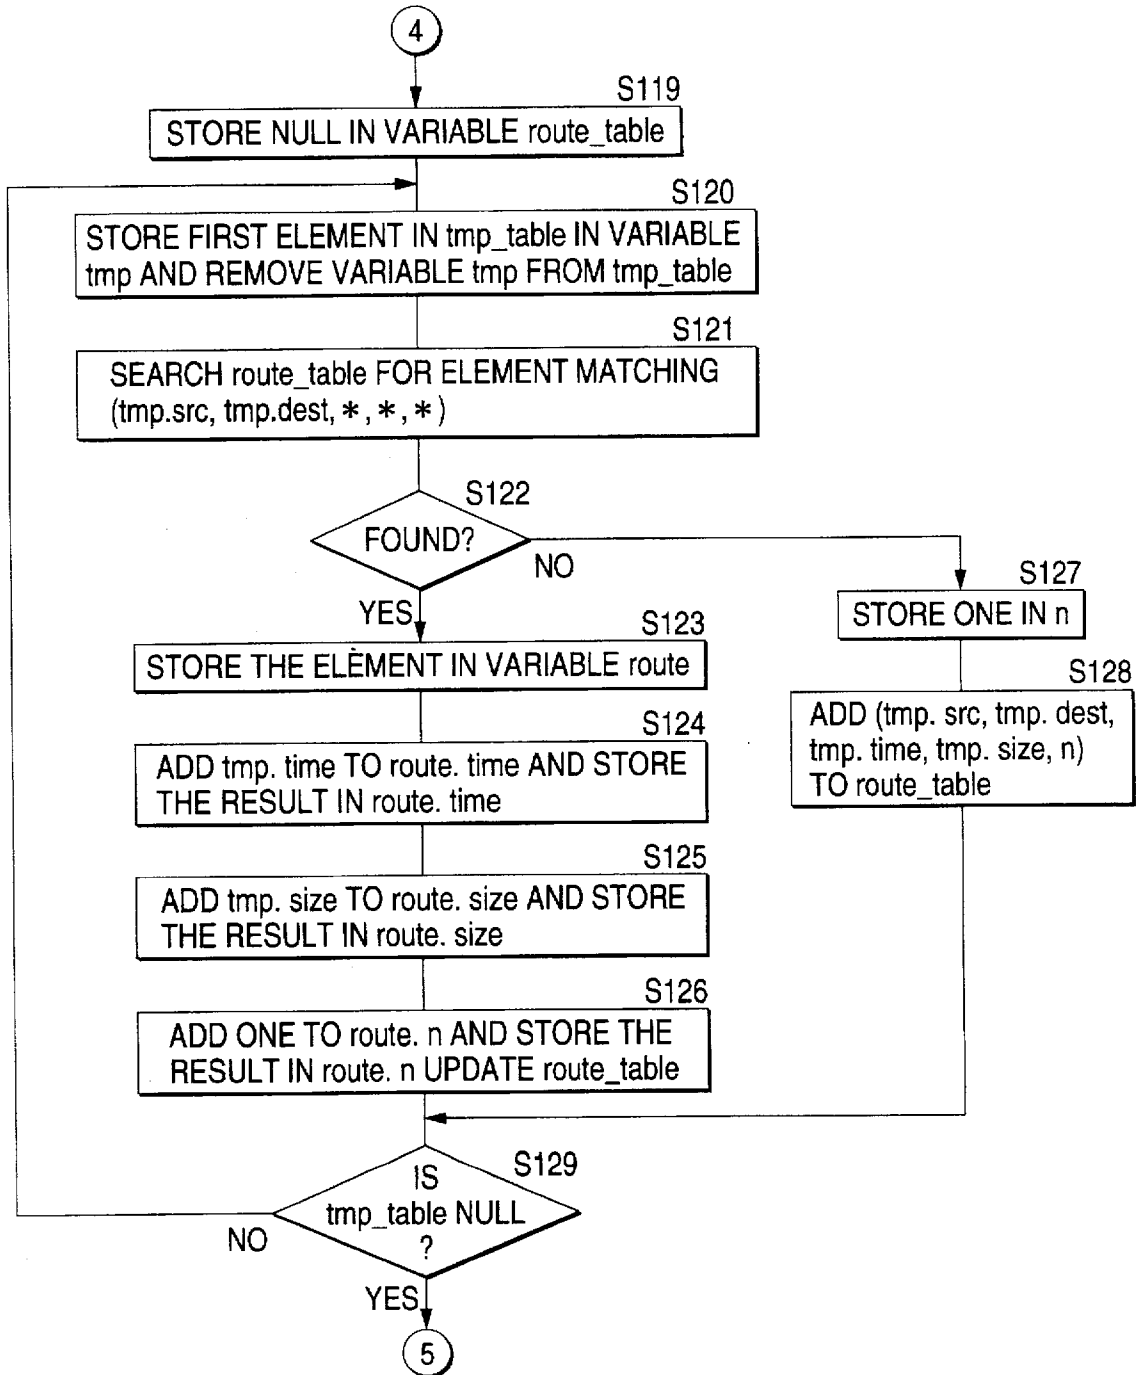 4
S119
STORE NULL IN VARIABLE route_table
S120
STORE FIRST ELEMENT IN tmp_table IN VARIABLE
tmp AND REMOVE VARIABLE tmp FROM tmp_table
S121
SEARCH route_table FOR ELEMENT MATCHING
(tmp.src, tmp.dest, *, *, *)
S122
FOUND?
NO
YES
S123
STORE THE ELEMENT IN VARIABLE route
S124
ADD tmp. time TO route. time AND STORE
THE RESULT IN route. time
S125
ADD tmp. size TO route. size AND STORE
THE RESULT IN route. size
S126
ADD ONE TO route. n AND STORE THE
RESULT IN route. n UPDATE route_table
S127
STORE ONE IN n
S128
ADD (tmp. src, tmp. dest,
tmp. time, tmp. size, n)
TO route_table
S129
IS
tmp_table NULL
?
NO
YES
5